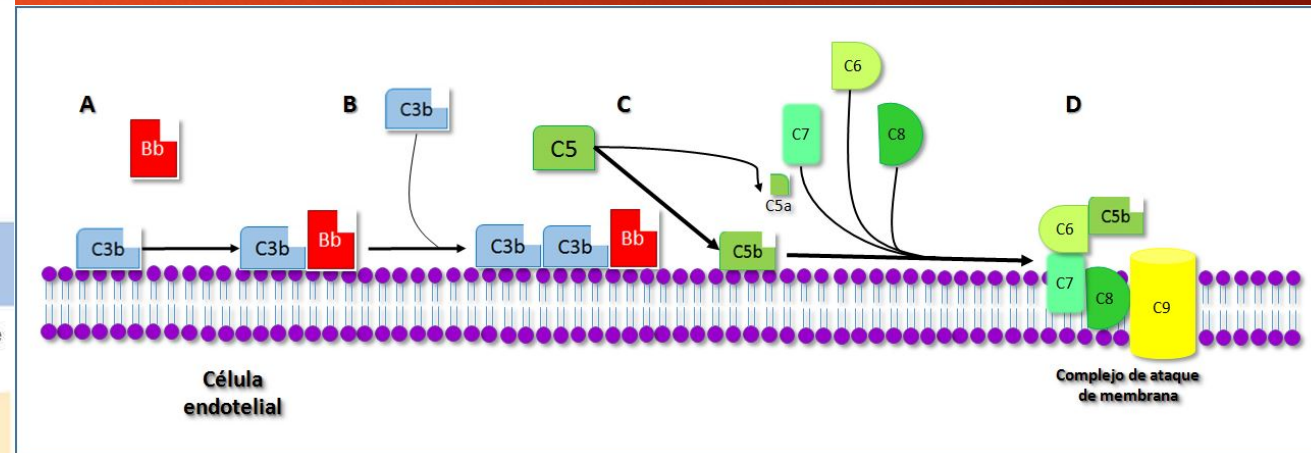 A
B
C
D
Bb
C3b
C5
C7
C6
C8
C5a
C3b
C3b
Bb
C3b
C3b
Bb
C5b
C6
C5b
C7
C8
C9
Célula
endotelial
Complejo de ataque
de membrana
e